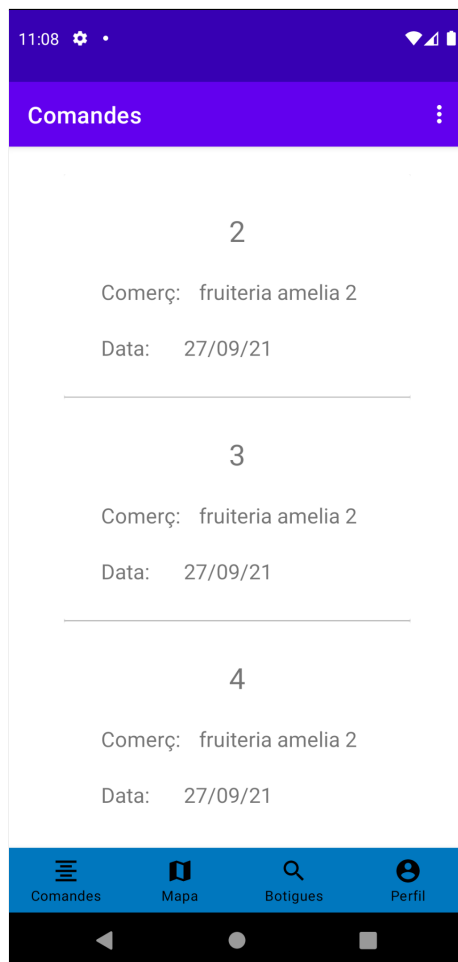 11:08
Comandes
2
Comerç: fruiteria amelia 2
Data: 27/09/21
3
Comerç: fruiteria amelia 2
Data: 27/09/21
4
Comerç: fruiteria amelia 2
Data: 27/09/21
Comandes Mapa Botigues Perfil